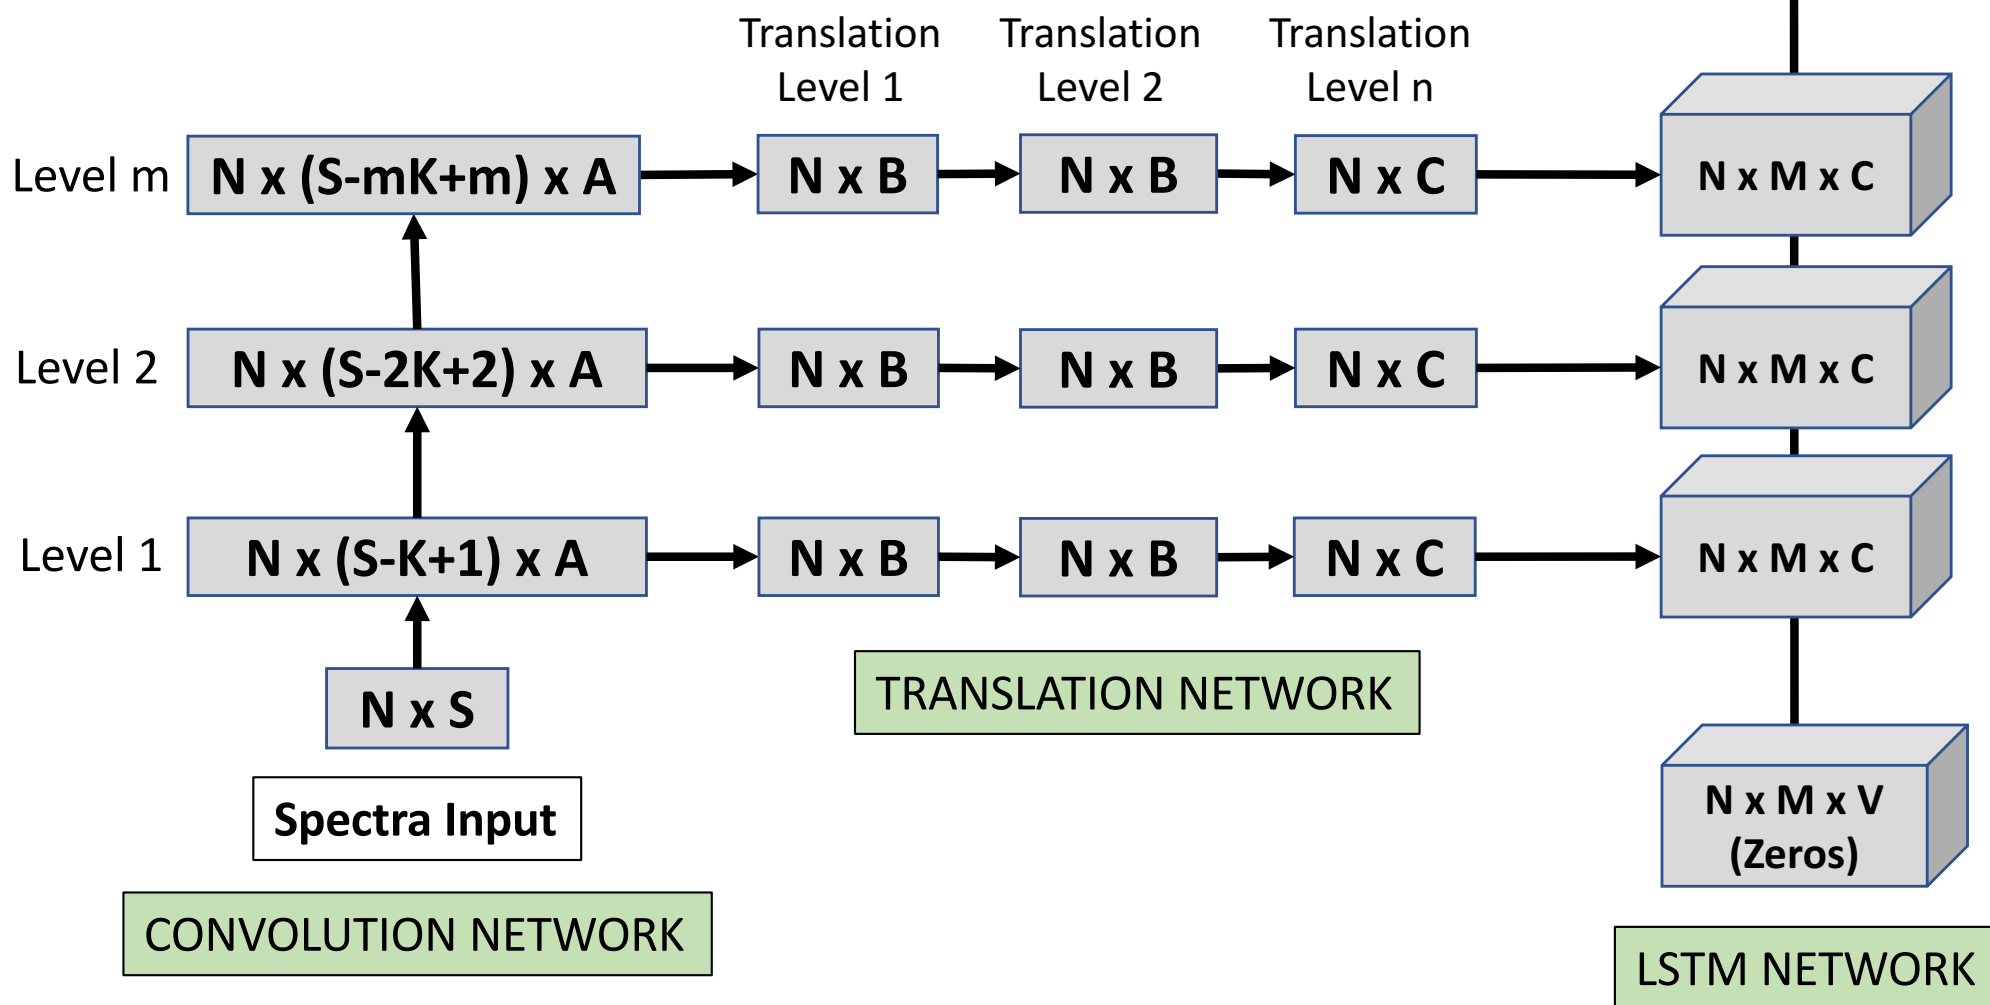 Translation
Level 1
Translation
Level 2
Translation
Level n
Level m
N x (S-mK+m) x A
N x B
N x B
N x C
N x M x C
Level 2
N x (S-2K+2) x A
N x B
N x B
N x C
N x M x C
Level 1
N x (S-K+1) x A
N x B
N x B
N x C
N x M x C
N x S
TRANSLATION NETWORK
Spectra Input
N x M x V
(Zeros)
CONVOLUTION NETWORK
LSTM NETWORK